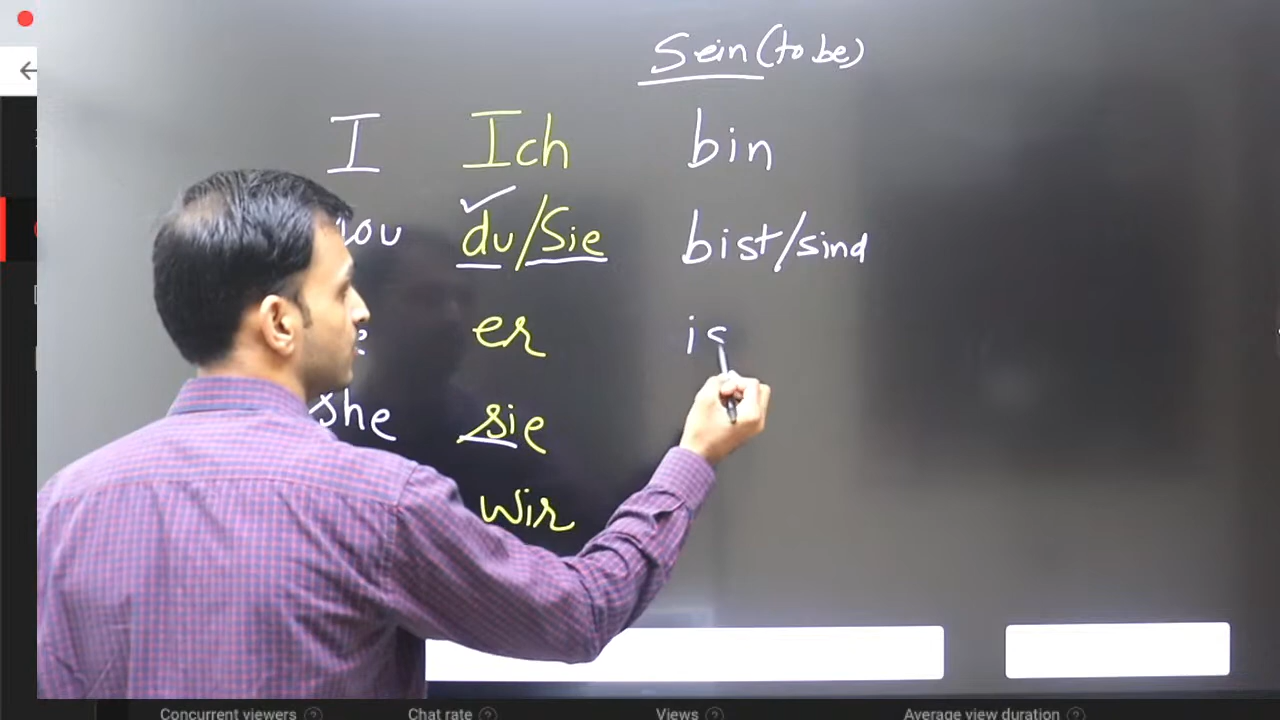 Sein (to be)
I Ich bin
you du/Sie bist/sind
er is
she sie
wir
Concurrent viewers ? Chat rate ? Views ? Average view duration ?